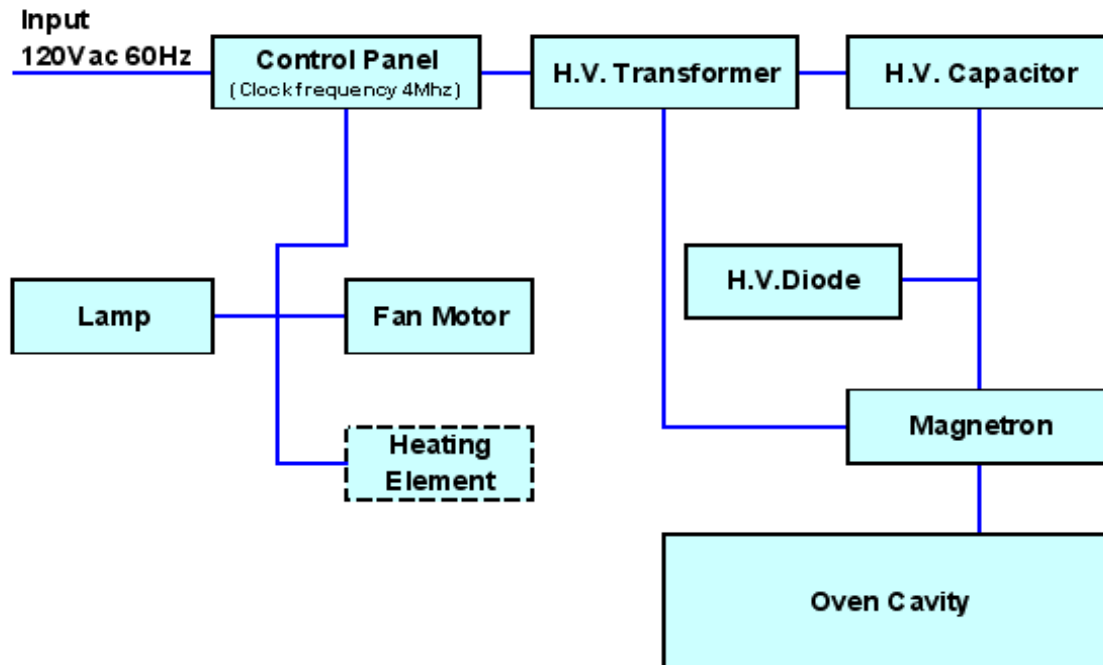 Input
120Vac 60Hz
Control Panel
(Clock frequency 4Mhz)
H.V. Transformer
H.V. Capacitor
H.V.Diode
Lamp
Fan Motor
Magnetron
Heating
Element
Oven Cavity